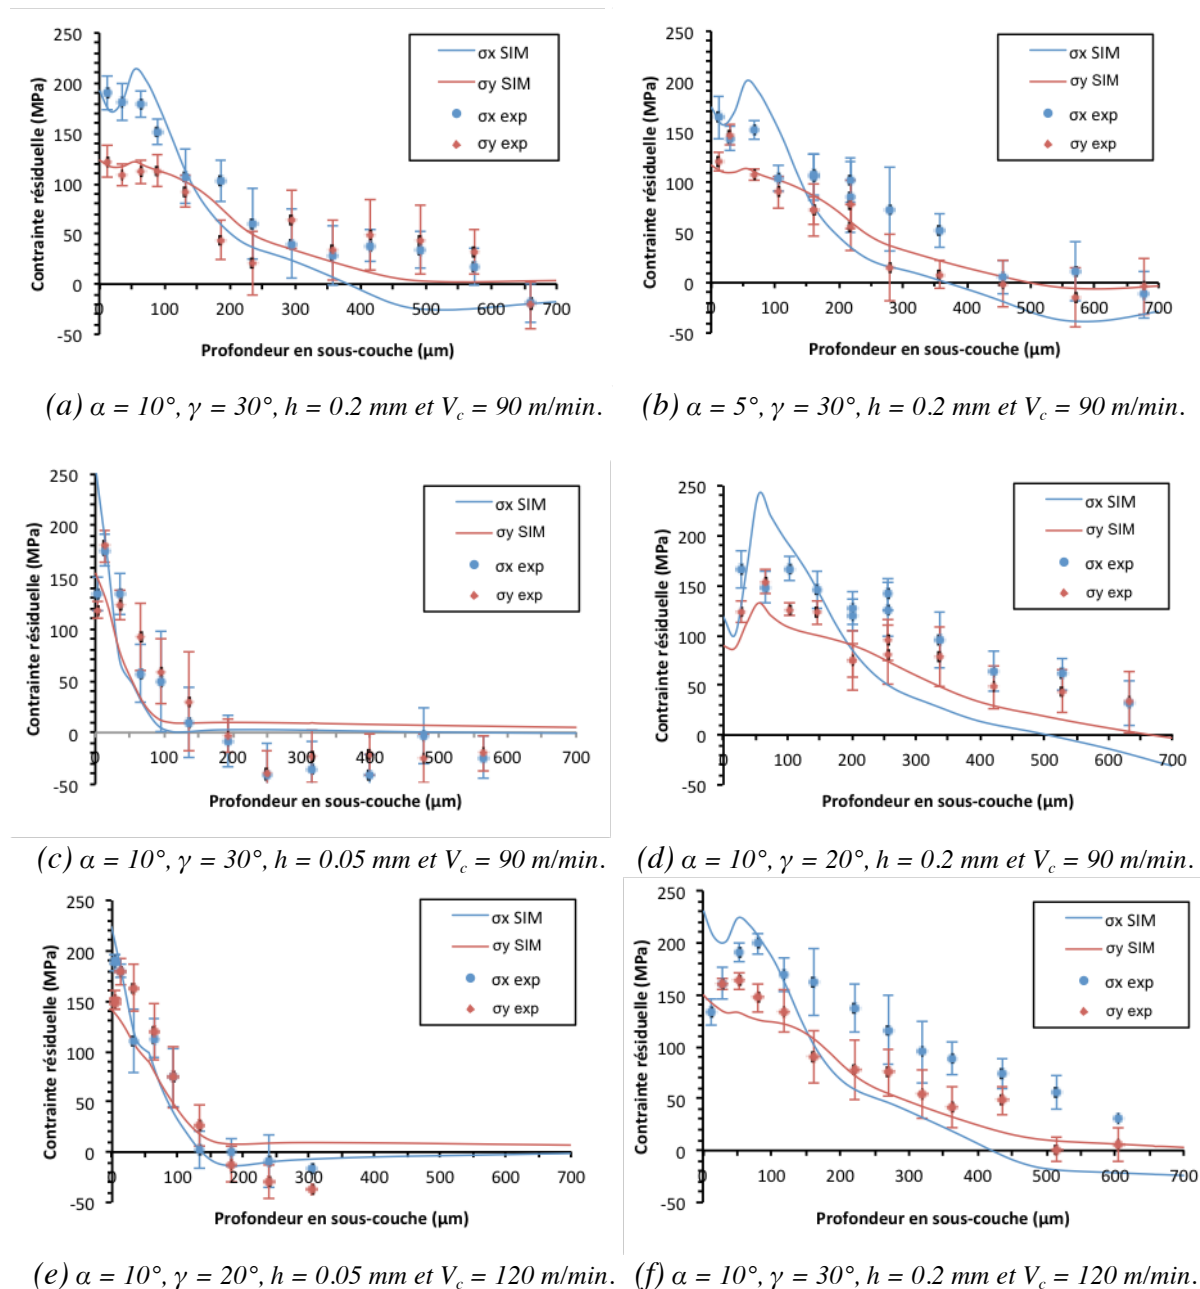 250
200
150
100
50
0
-50
0 100 200 300 400 500 600 700
Contrainte résiduelle (MPa)
Profondeur en sous-couche (µm)
σx SIM
σy SIM
σx exp
σy exp
250
200
150
100
50
0
-50
0 100 200 300 400 500 600 700
Contrainte résiduelle (MPa)
Profondeur en sous-couche (µm)
σx SIM
σy SIM
σx exp
σy exp
(a) α = 10°, γ = 30°, h = 0.2 mm et Vc = 90 m/min.
(b) α = 5°, γ = 30°, h = 0.2 mm et Vc = 90 m/min.
250
200
150
100
50
0
-50
0 100 200 300 400 500 600 700
Contrainte résiduelle (MPa)
Profondeur en sous-couche (µm)
σx SIM
σy SIM
σx exp
σy exp
250
200
150
100
50
0
-50
0 100 200 300 400 500 600 700
Contrainte résiduelle (MPa)
Profondeur en sous-couche (µm)
σx SIM
σy SIM
σx exp
σy exp
(c) α = 10°, γ = 30°, h = 0.05 mm et Vc = 90 m/min.
(d) α = 10°, γ = 20°, h = 0.2 mm et Vc = 90 m/min.
250
200
150
100
50
0
-50
0 100 200 300 400 500 600 700
Contrainte résiduelle (MPa)
Profondeur en sous-couche (µm)
σx SIM
σy SIM
σx exp
σy exp
250
200
150
100
50
0
-50
0 100 200 300 400 500 600 700
Contrainte résiduelle (MPa)
Profondeur en sous-couche (µm)
σx SIM
σy SIM
σx exp
σy exp
(e) α = 10°, γ = 20°, h = 0.05 mm et Vc = 120 m/min.
(f) α = 10°, γ = 30°, h = 0.2 mm et Vc = 120 m/min.